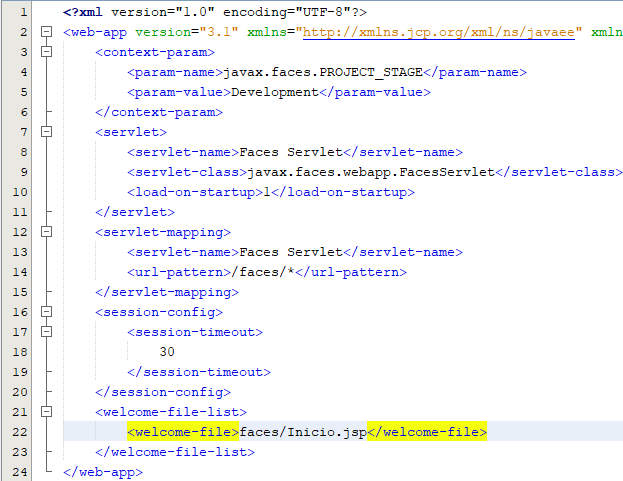 1 <?xml version="1.0" encoding="UTF-8"?>
2 <web-app version="3.1" xmlns="http://xmlns.jcp.org/xml/ns/javaee" xmln
3 <context-param>
4 <param-name>javax.faces.PROJECT_STAGE</param-name>
5 <param-value>Development</param-value>
6 </context-param>
7 <servlet>
8 <servlet-name>Faces Servlet</servlet-name>
9 <servlet-class>javax.faces.webapp.FacesServlet</servlet-class>
10 <load-on-startup>1</load-on-startup>
11 </servlet>
12 <servlet-mapping>
13 <servlet-name>Faces Servlet</servlet-name>
14 <url-pattern>/faces/*</url-pattern>
15 </servlet-mapping>
16 <session-config>
17 <session-timeout>
18 30
19 </session-timeout>
20 </session-config>
21 <welcome-file-list>
22 <welcome-file>faces/Inicio.jsp</welcome-file>
23 </welcome-file-list>
24 </web-app>